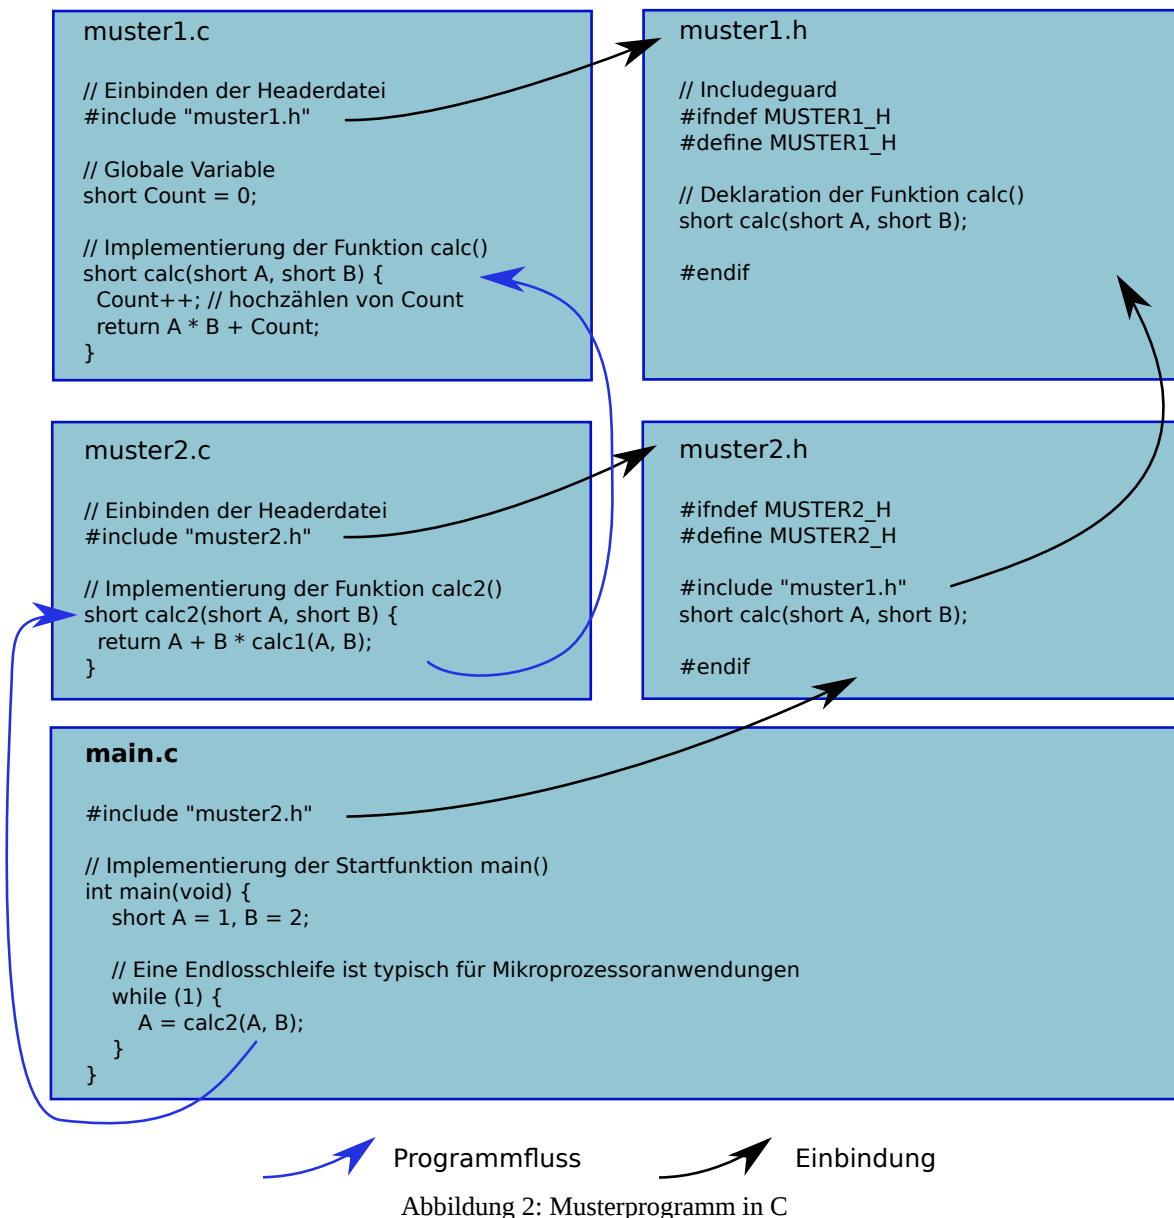 muster1.c
// Einbinden der Headerdatei
#include "muster1.h"
// Globale Variable
short Count = 0;
// Implementierung der Funktion calc()
short calc(short A, short B) {
Count++; // hochzählen von Count
return A * B + Count;
}
muster1.h
// Includeguard
#ifndef MUSTER1_H
#define MUSTER1_H
// Deklaration der Funktion calc()
short calc(short A, short B);
#endif
muster2.c
// Einbinden der Headerdatei
#include "muster2.h"
// Implementierung der Funktion calc2()
short calc2(short A, short B) {
return A + B * calc1(A, B);
}
muster2.h
#ifndef MUSTER2_H
#define MUSTER2_H
#include "muster1.h"
short calc(short A, short B);
#endif
main.c
#include "muster2.h"
// Implementierung der Startfunktion main()
int main(void) {
short A = 1, B = 2;
// Eine Endlosschleife ist typisch für Mikroprozessoranwendungen
while (1) {
A = calc2(A, B);
}
}
Programmfluss
Einbindung
Abbildung 2: Musterprogramm in C